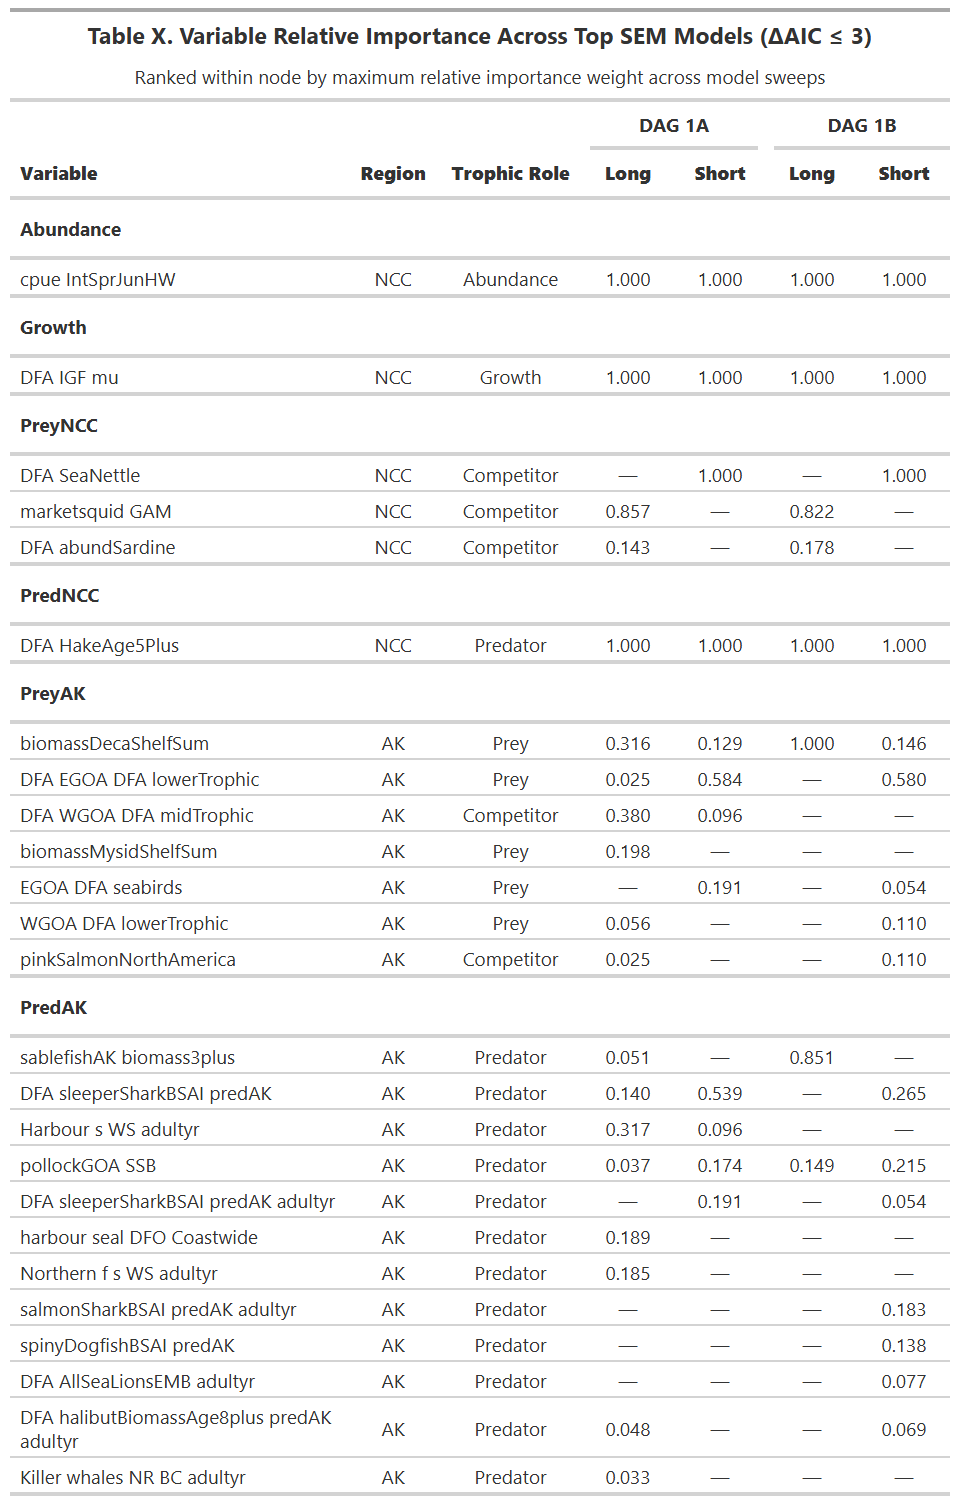 Table X. Variable Relative Importance Across Top SEM Models (ΔAIC ≤ 3)
Ranked within node by maximum relative importance weight across model sweeps
DAG 1A DAG 1B
Variable Region Trophic Role Long Short Long Short
Abundance
cpue IntSprJunHW NCC Abundance 1.000 1.000 1.000 1.000
Growth
DFA IGF mu NCC Growth 1.000 1.000 1.000 1.000
PreyNCC
DFA SeaNettle NCC Competitor — 1.000 — 1.000
marketsquid GAM NCC Competitor 0.857 — 0.822 —
DFA abundSardine NCC Competitor 0.143 — 0.178 —
PredNCC
DFA HakeAge5Plus NCC Predator 1.000 1.000 1.000 1.000
PreyAK
biomassDecaShelfSum AK Prey 0.316 0.129 1.000 0.146
DFA EGOA DFA lowerTrophic AK Prey 0.025 0.584 — 0.580
DFA WGOA DFA midTrophic AK Competitor 0.380 0.096 — —
biomassMysidShelfSum AK Prey 0.198 — — —
EGOA DFA seabirds AK Prey — 0.191 — 0.054
WGOA DFA lowerTrophic AK Prey 0.056 — — 0.110
pinkSalmonNorthAmerica AK Competitor 0.025 — — 0.110
PredAK
sablefishAK biomass3plus AK Predator 0.051 — 0.851 —
DFA sleeperSharkBSAI predAK AK Predator 0.140 0.539 — 0.265
Harbour s WS adultyr AK Predator 0.317 0.096 — —
pollockGOA SSB AK Predator 0.037 0.174 0.149 0.215
DFA sleeperSharkBSAI predAK adultyr AK Predator — 0.191 — 0.054
harbour seal DFO Coastwide AK Predator 0.189 — — —
Northern f s WS adultyr AK Predator 0.185 — — —
salmonSharkBSAI predAK adultyr AK Predator — — — 0.183
spinyDogfishBSAI predAK AK Predator — — — 0.138
DFA AllSeaLionsEMB adultyr AK Predator — — — 0.077
DFA halibutBiomassAge8plus predAK
adultyr AK Predator 0.048 — — 0.069
Killer whales NR BC adultyr AK Predator 0.033 — — —